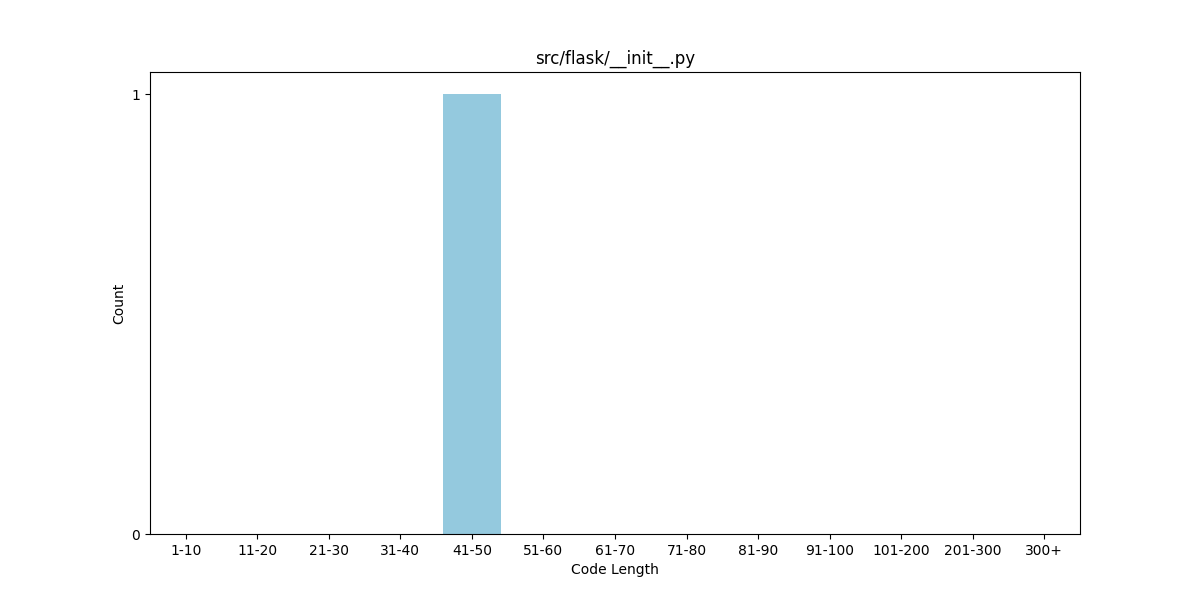 src/flask/__init__.py
Count
1
0
1-10 11-20 21-30 31-40 41-50 51-60 61-70 71-80 81-90 91-100 101-200 201-300 300+
Code Length